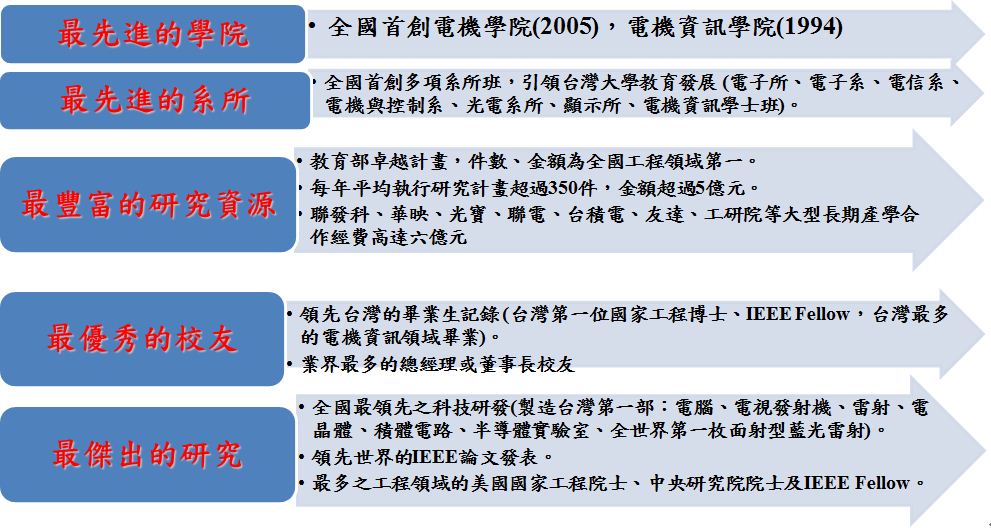 最先進的學院
• 全國首創電機學院(2005)，電機資訊學院(1994)
最先進的系所
• 全國首創多項系所班，引領台灣大學教育發展 (電子所、電子系、電信系、
電機與控制系、光電系所、顯示所、電機資訊學士班)。
最豐富的研究資源
• 教育部卓越計畫，件數、金額為全國工程領域第一。
• 每年平均執行研究計畫超過350件，金額超過5億元。
• 聯發科、華映、光寶、聯電、台積電、友達、工研院等大型長期產學合
作經費高達六億元
最優秀的校友
• 領先台灣的畢業生記錄 (台灣第一位國家工程博士、IEEE Fellow，台灣最多
的電機資訊領域畢業)。
• 業界最多的總經理或董事長校友
最傑出的研究
• 全國最領先之科技研發(製造台灣第一部：電腦、電視發射機、雷射、電
晶體、積體電路、半導體實驗室、全世界第一枚面射型藍光雷射)。
• 領先世界的IEEE論文發表。
• 最多之工程領域的美國國家工程院士、中央研究院院士及IEEE Fellow。